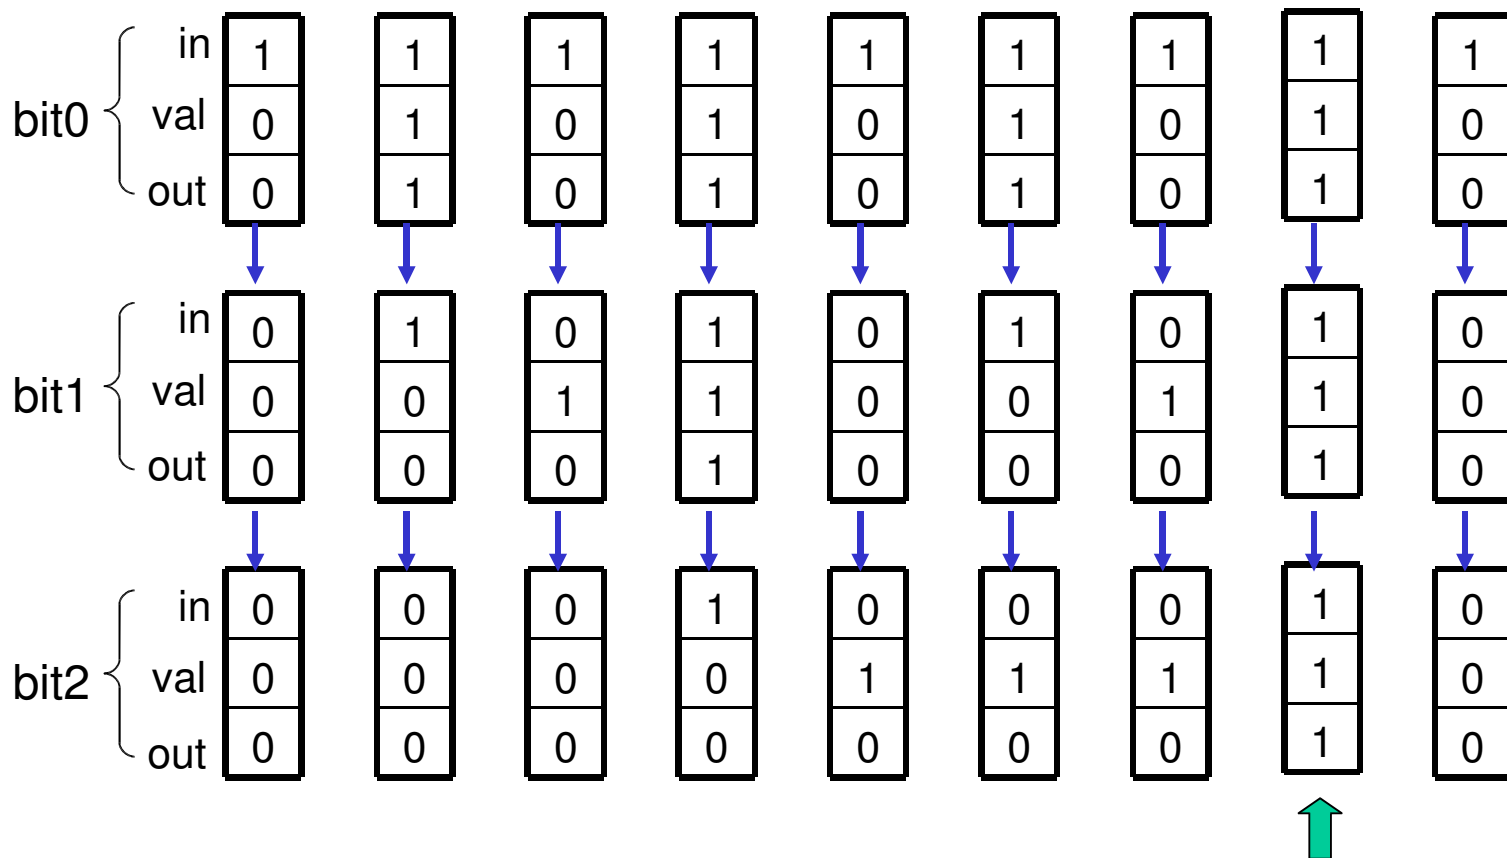 in 1 1 1 1 1 1 1 1 1
bit0 val 0 1 0 1 0 1 0 1 0
out 0 1 0 1 0 1 0 1 0
in 0 1 0 1 0 1 0 1 0
bit1 val 0 0 1 1 0 0 1 1 0
out 0 0 0 1 0 0 0 1 0
in 0 0 0 1 0 0 0 1 0
bit2 val 0 0 0 0 1 1 1 1 0
out 0 0 0 0 0 0 0 1 0